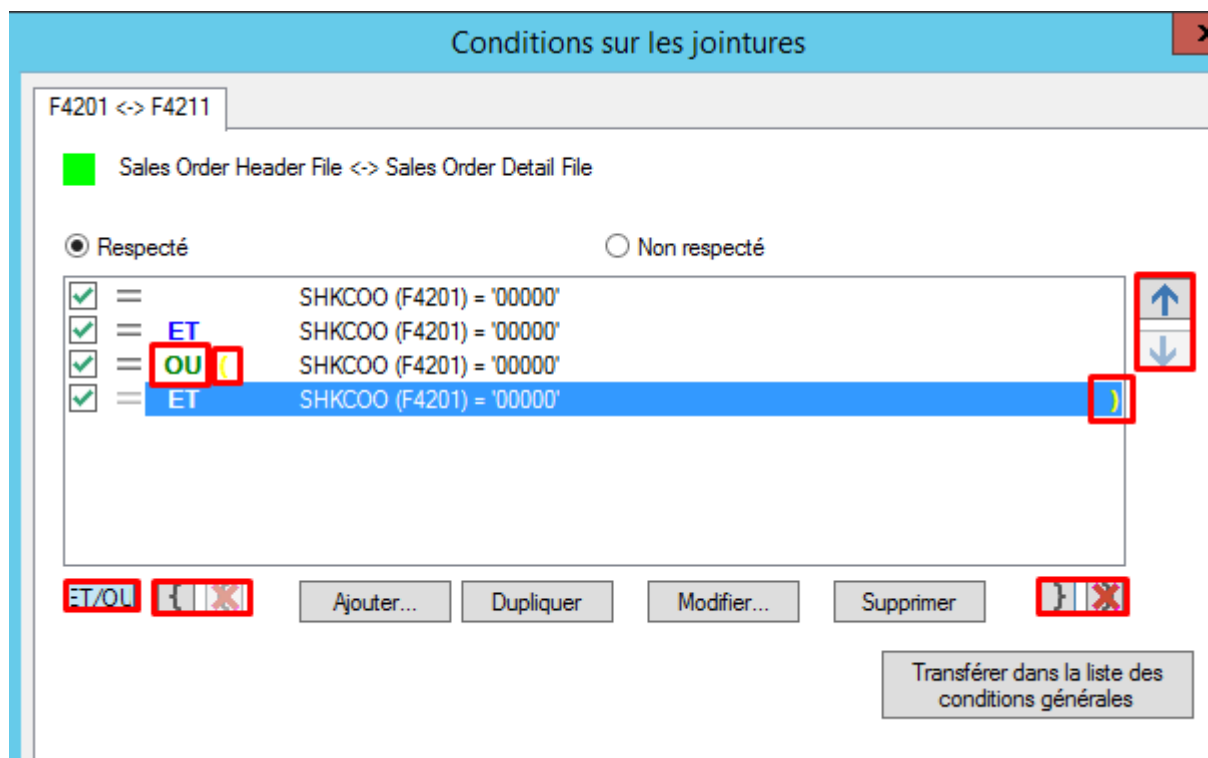 Conditions sur les jointures
F4201 <-> F4211
Sales Order Header File <-> Sales Order Detail File
Respecté Non respecté
= SHKCOO (F4201) = '00000'
= ET SHKCOO (F4201) = '00000'
= OU ( SHKCOO (F4201) = '00000'
= ET SHKCOO (F4201) = '00000' )
ET/OU { Ajouter... Dupliquer Modifier... Supprimer }
Transférer dans la liste des
conditions générales